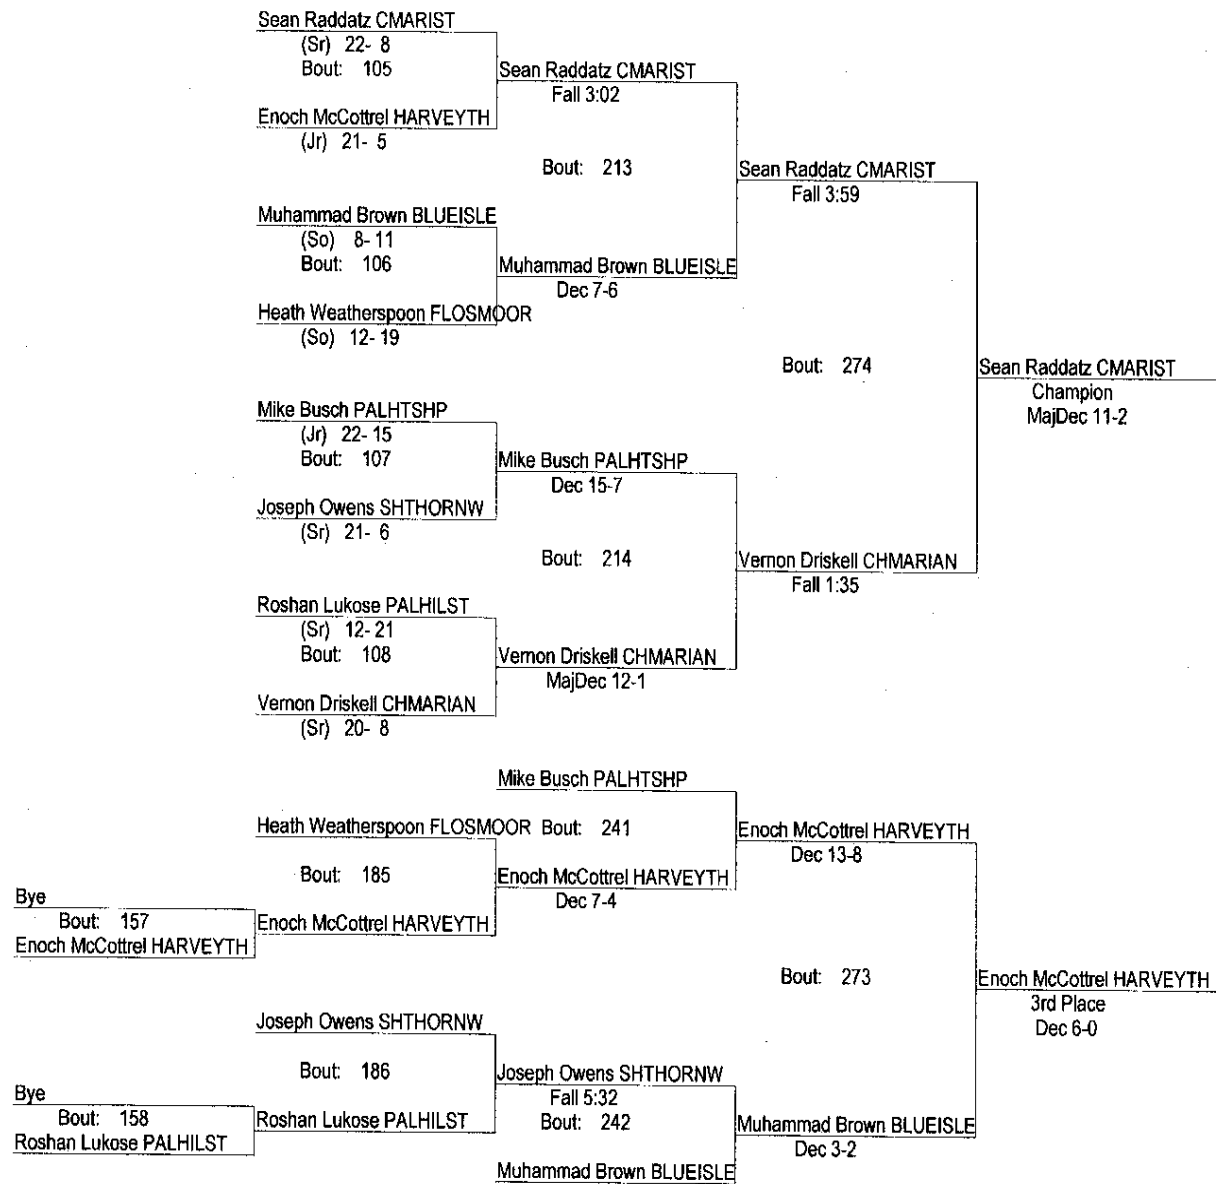 Sean Raddatz CMARIST
(Sr) 22- 8
Bout: 105
Sean Raddatz CMARIST
Fall 3:02
Enoch McCottrel HARVEYTH
(Jr) 21- 5
Bout: 213
Sean Raddatz CMARIST
Fall 3:59
Muhammad Brown BLUEISLE
(So) 8- 11
Bout: 106
Muhammad Brown BLUEISLE
Dec 7-6
Heath Weatherspoon FLOSMOOR
(So) 12- 19
Bout: 274
Sean Raddatz CMARIST
Champion
MajDec 11-2
Mike Busch PALHTSHP
(Jr) 22- 15
Bout: 107
Mike Busch PALHTSHP
Dec 15-7
Joseph Owens SHTHORNW
(Sr) 21- 6
Bout: 214
Vernon Driskell CHMARIAN
Fall 1:35
Roshan Lukose PALHILST
(Sr) 12- 21
Bout: 108
Vernon Driskell CHMARIAN
MajDec 12-1
Vernon Driskell CHMARIAN
(Sr) 20- 8
Mike Busch PALHTSHP
Heath Weatherspoon FLOSMOOR Bout: 241
Enoch McCottrel HARVEYTH
Dec 13-8
Bout: 185
Enoch McCottrel HARVEYTH
Dec 7-4
Bye
Bout: 157
Enoch McCottrel HARVEYTH
Enoch McCottrel HARVEYTH
Bout: 273
Enoch McCottrel HARVEYTH
3rd Place
Dec 6-0
Joseph Owens SHTHORNW
Bout: 186
Joseph Owens SHTHORNW
Fall 5:32
Bye
Bout: 158
Roshan Lukose PALHILST
Roshan Lukose PALHILST
Bout: 242
Muhammad Brown BLUEISLE
Dec 3-2
Muhammad Brown BLUEISLE